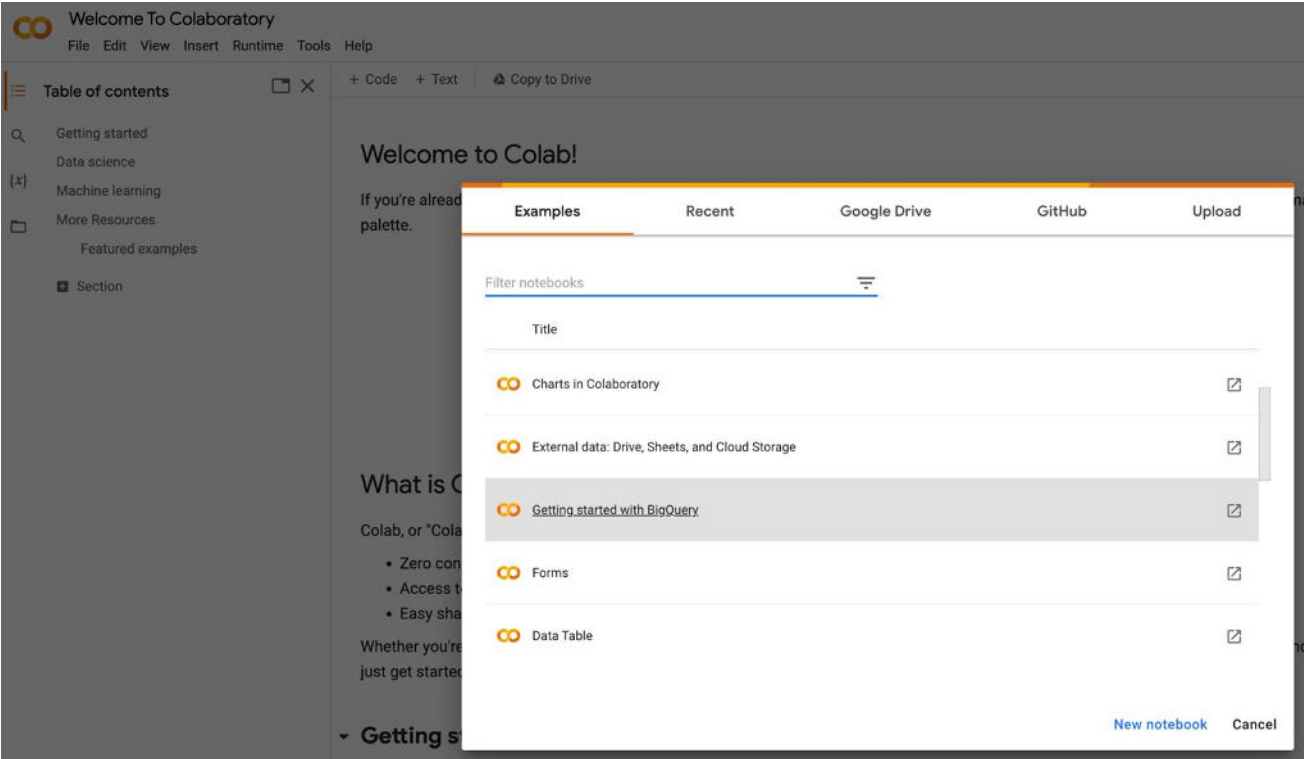 Welcome To Colaboratory
File Edit View Insert Runtime Tools Help
Table of contents
Getting started
Data science
Machine learning
More Resources
Featured examples
Section
+ Code + Text Copy to Drive
Welcome to Colab!
If you're alread
palette.
What is C
Colab, or "Cola
• Zero con
• Access t
• Easy sha
Whether you're
just get started
Getting s
Examples Recent Google Drive GitHub Upload
Filter notebooks
Title
Charts in Colaboratory
External data: Drive, Sheets, and Cloud Storage
Getting started with BigQuery
Forms
Data Table
New notebook Cancel